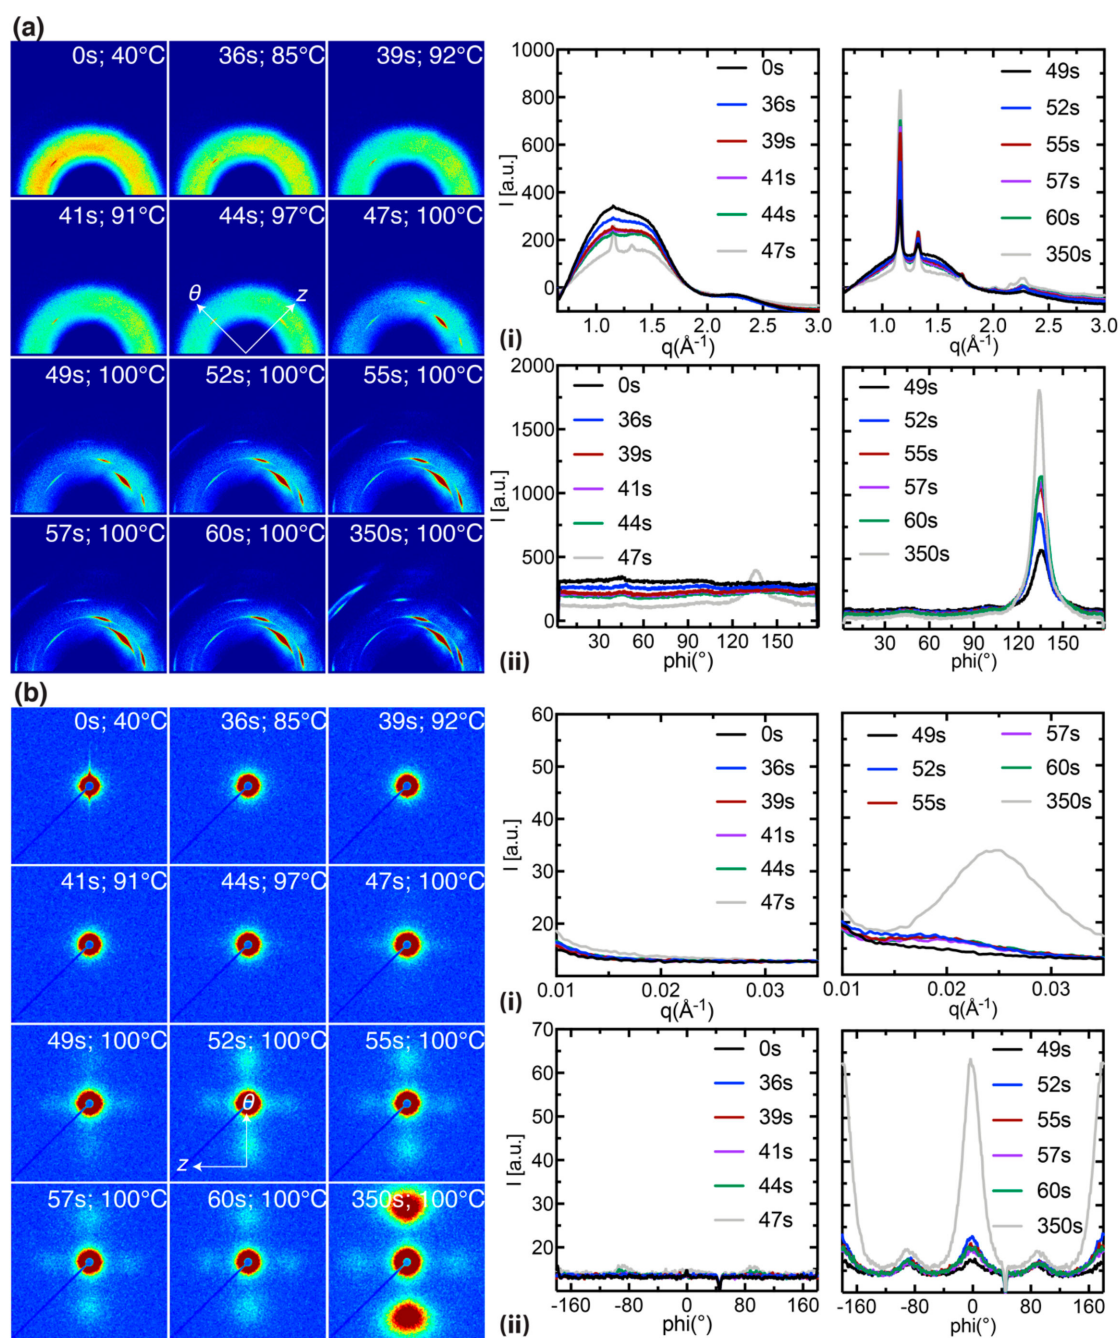 (a)
0s; 40°C
36s; 85°C
39s; 92°C
41s; 91°C
44s; 97°C
47s; 100°C
θ
z
49s; 100°C
52s; 100°C
55s; 100°C
57s; 100°C
60s; 100°C
350s; 100°C
1000
800
600
400
200
0
I [a.u.]
0s
36s
39s
41s
44s
47s
1.0 1.5 2.0 2.5 3.0
q(Å⁻¹)
(i)
49s
52s
55s
57s
60s
350s
1.0 1.5 2.0 2.5 3.0
q(Å⁻¹)
2000
1500
1000
500
0
I [a.u.]
0s
36s
39s
41s
44s
47s
30 60 90 120 150
phi(°)
(ii)
49s
52s
55s
57s
60s
350s
30 60 90 120 150
phi(°)
(b)
0s; 40°C
36s; 85°C
39s; 92°C
41s; 91°C
44s; 97°C
47s; 100°C
49s; 100°C
52s; 100°C
55s; 100°C
θ
z
57s; 100°C
60s; 100°C
350s; 100°C
60
50
40
30
20
10
I [a.u.]
0s
36s
39s
41s
44s
47s
0.01 0.02 0.03
q(Å⁻¹)
(i)
49s
52s
55s
57s
60s
350s
0.01 0.02 0.03
q(Å⁻¹)
70
60
50
40
30
20
I [a.u.]
0s
36s
39s
41s
44s
47s
-160 -80 0 80 160
phi(°)
(ii)
49s
52s
55s
57s
60s
350s
-160 -80 0 80 160
phi(°)